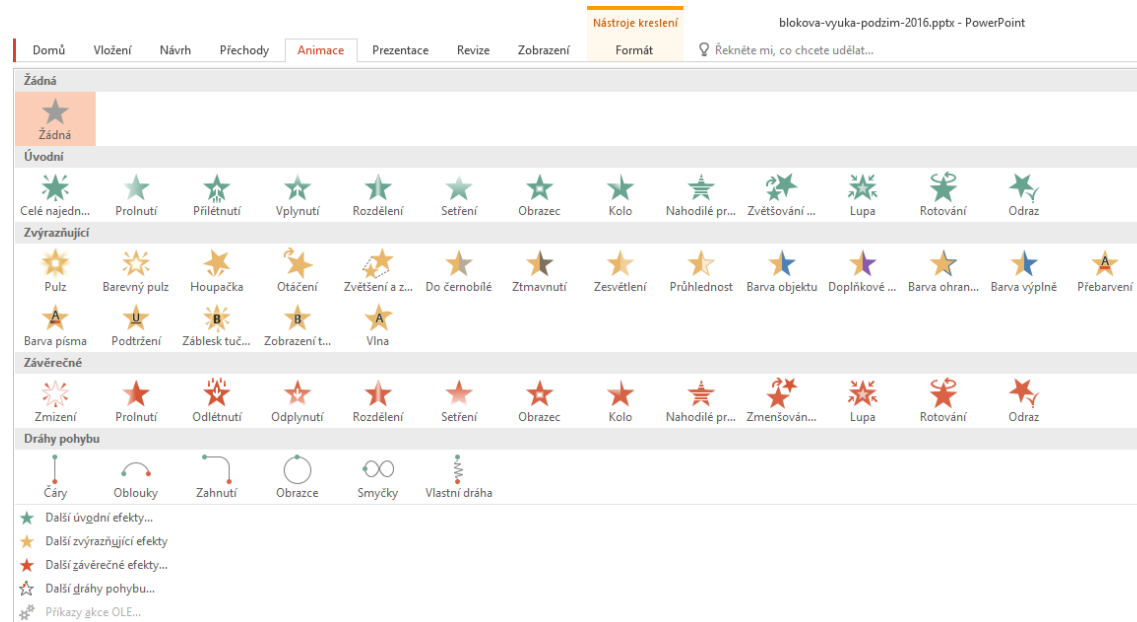 Nástroje kreslení
blokova-vyuka-podzim-2016.pptx - PowerPoint
Domů Vložení Návrh Přechody Animace Prezentace Revize Zobrazení Formát Řekněte mi, co chcete udělat...
Žádná
Žádná
Úvodní
Celé najedn... Prolnutí Přilétnutí Vplynutí Rozdělení Setření Obrazec Kolo Nahodilé pr... Zvětšování ... Lupa Rotování Odraz
Zvýrazňující
Pulz Barevný pulz Houpačka Otáčení Zvětšení a z... Do černobílé Ztmavnutí Zesvětlení Průhlednost Barva objektu Doplňkové ... Barva ohran... Barva výplně Přebarvení
Barva písma Podtržení Záblesk tuč... Zobrazení t... Vlna
Závěrečné
Zmizení Prolnutí Odlétnutí Odplynutí Rozdělení Setření Obrazec Kolo Nahodilé pr... Zmenšován... Lupa Rotování Odraz
Dráhy pohybu
Čáry Oblouky Zahnutí Obrazce Smyčky Vlastní dráha
Další úvodní efekty...
Další zvýrazňující efekty
Další závěrečné efekty...
Další dráhy pohybu...
Příkazy akce OLE...